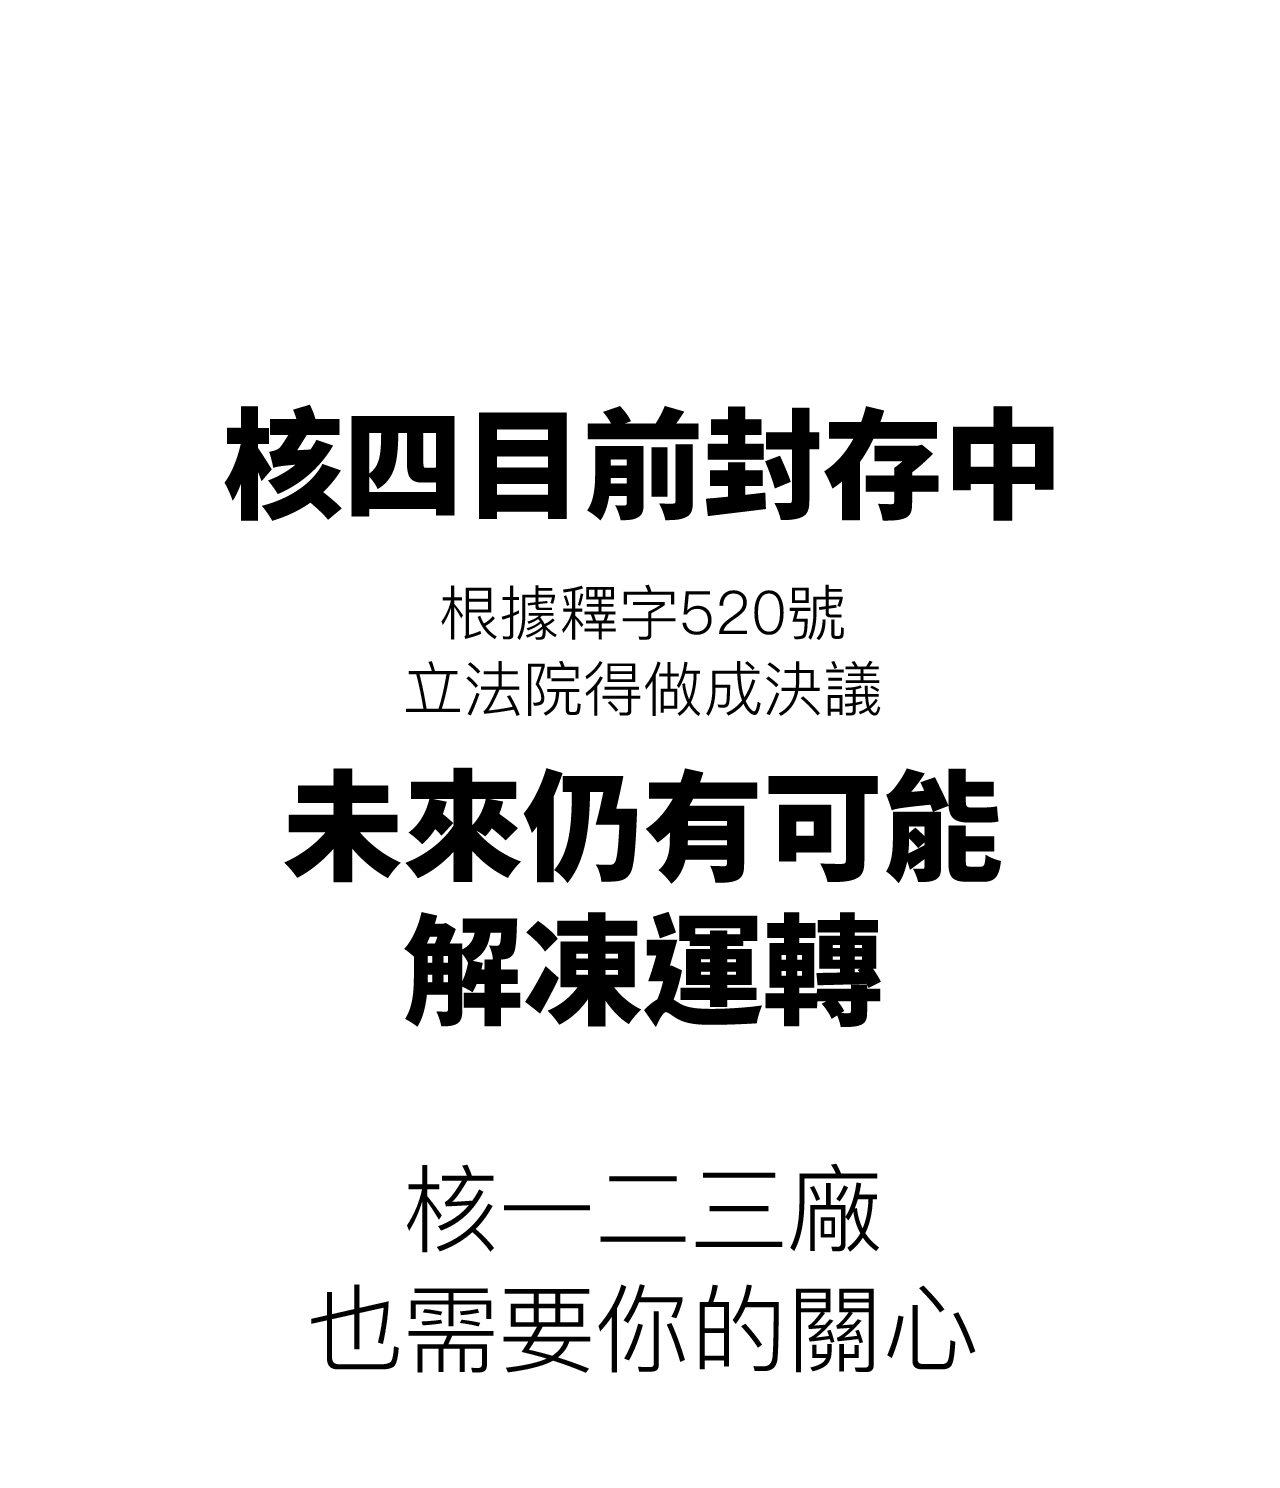 核四目前封存中
根據釋字520號
立法院得做成決議
未來仍有可能
解凍運轉
核一二三廠
也需要你的關心